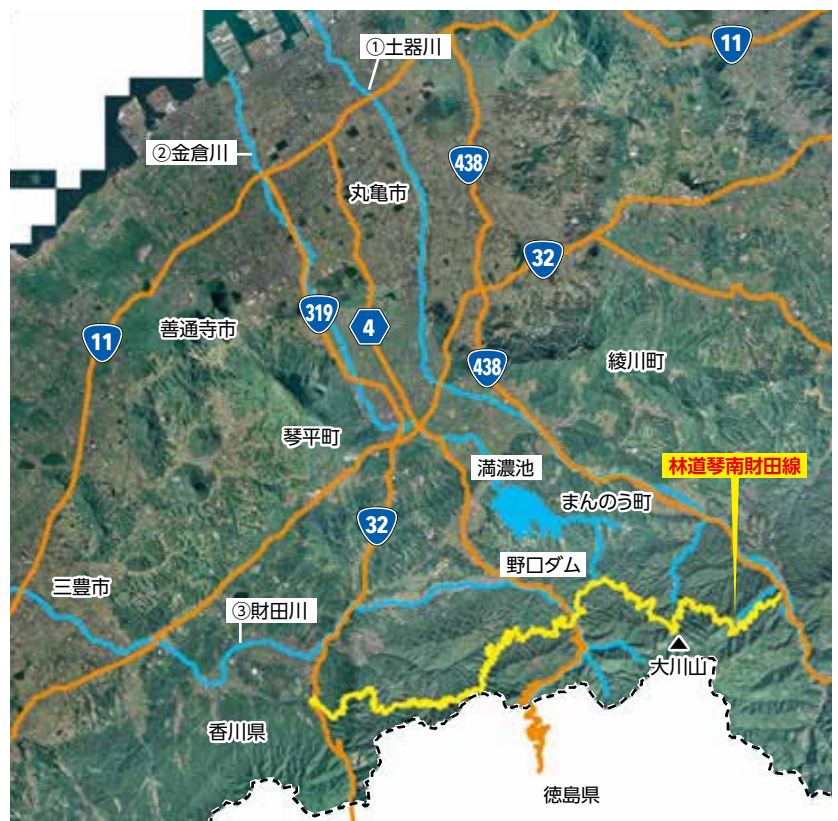 11
①土器川
②金倉川
438
丸亀市
32
319
4
善通寺市
11
438
綾川町
琴平町
満濃池
林道琴南財田線
まんのう町
32
野口ダム
三豊市
③財田川
大川山
香川県
徳島県